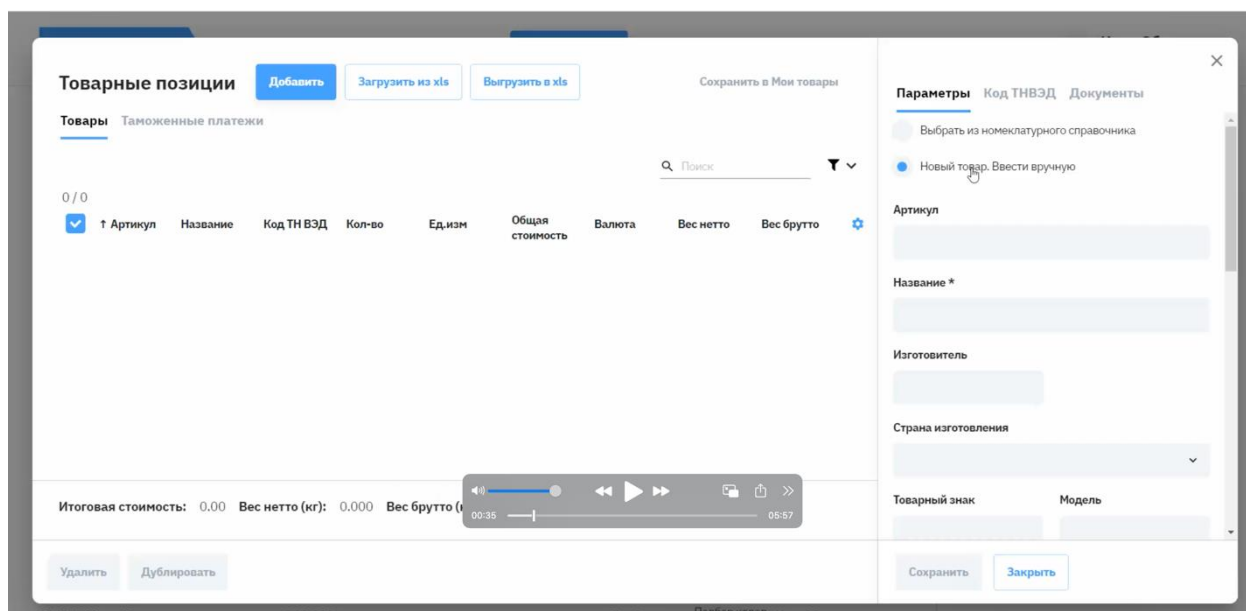 Товарные позиции Добавить Загрузить из xls Выгрузить в xls Сохранить в Мои товары
Товары Таможенные платежи
Поиск
0 / 0
↑ Артикул Название Код ТН ВЭД Кол-во Ед.изм Общая стоимость Валюта Вес нетто Вес брутто
Итоговая стоимость: 0.00 Вес нетто (кг): 0.000 Вес брутто
00:35 05:57
Удалить Дублировать
Параметры Код ТНВЭД Документы
Выбрать из номеклатурного справочника
Новый товар. Ввести вручную
Артикул
Название *
Изготовитель
Страна изготовления
Товарный знак Модель
Сохранить Закрыть